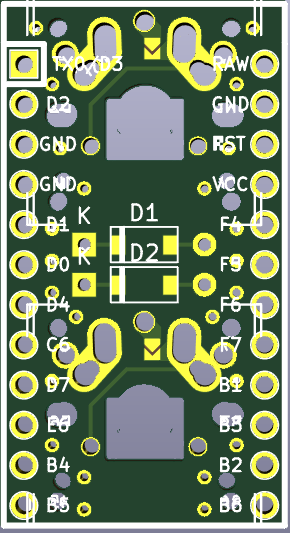 TX0/D3 RAW
D2 GND
GND RST
GND VCC
K D1
D1 F4
K D2
D0 F5
D4 F6
C6 F7
D7 B1
E6 B3
B4 B2
B5 B6